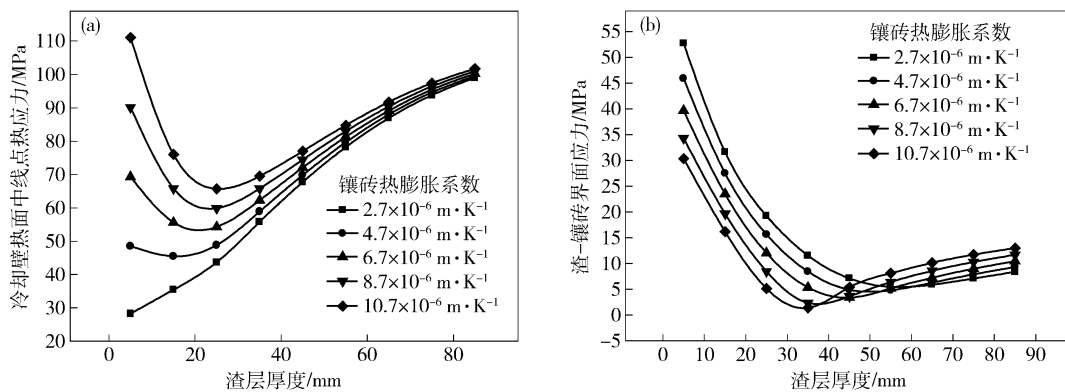 (a)
110
100
90
80
70
60
50
40
30
20
冷却壁热面中线点热应力/MPa
镶砖热膨胀系数
2.7×10⁻⁶ m·K⁻¹
4.7×10⁻⁶ m·K⁻¹
6.7×10⁻⁶ m·K⁻¹
8.7×10⁻⁶ m·K⁻¹
10.7×10⁻⁶ m·K⁻¹
0 20 40 60 80
渣层厚度/mm
(b)
55
50
45
40
35
30
25
20
15
10
5
0
-5
渣-镶砖界面应力/MPa
镶砖热膨胀系数
2.7×10⁻⁶ m·K⁻¹
4.7×10⁻⁶ m·K⁻¹
6.7×10⁻⁶ m·K⁻¹
8.7×10⁻⁶ m·K⁻¹
10.7×10⁻⁶ m·K⁻¹
0 10 20 30 40 50 60 70 80 90
渣层厚度/mm